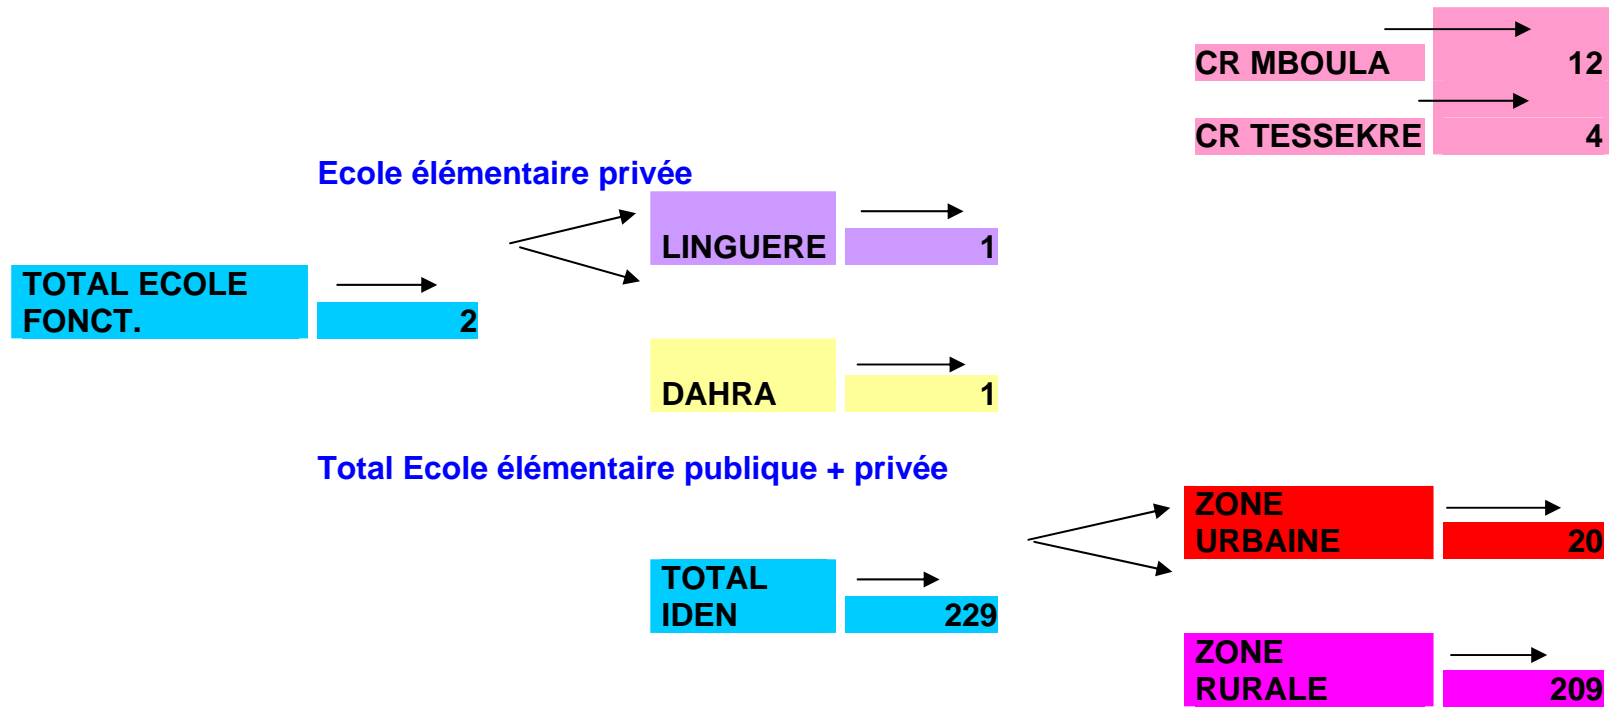 CR MBOULA 12
CR TESSEKRE 4
Ecole élémentaire privée
LINGUERE 1
TOTAL ECOLE
FONCT. 2
DAHRA 1
Total Ecole élémentaire publique + privée
ZONE
URBAINE 20
TOTAL
IDEN 229
ZONE
RURALE 209